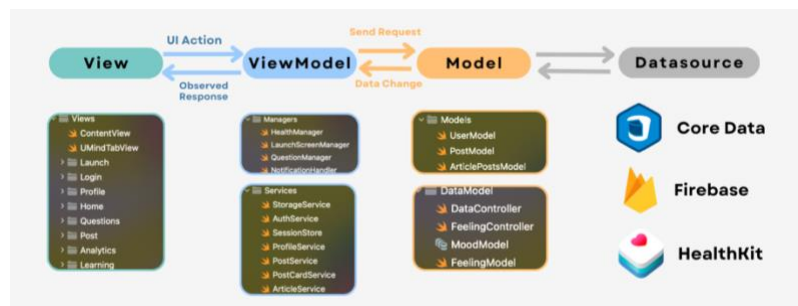 View
UI Action
Observed
Response
ViewModel
Send Request
Data Change
Model
Datasource
Views
ContentView
UMindTabView
Launch
Login
Profile
Home
Questions
Post
Analytics
Learning
Managers
HealthManager
LaunchScreenManager
QuestionManager
NotificationHandler
Services
StorageService
AuthService
SessionStore
ProfileService
PostService
PostCardService
ArticleService
Models
UserModel
PostModel
ArticlePostsModel
DataModel
DataController
FeelingController
MoodModel
FeelingModel
Core Data
Firebase
HealthKit